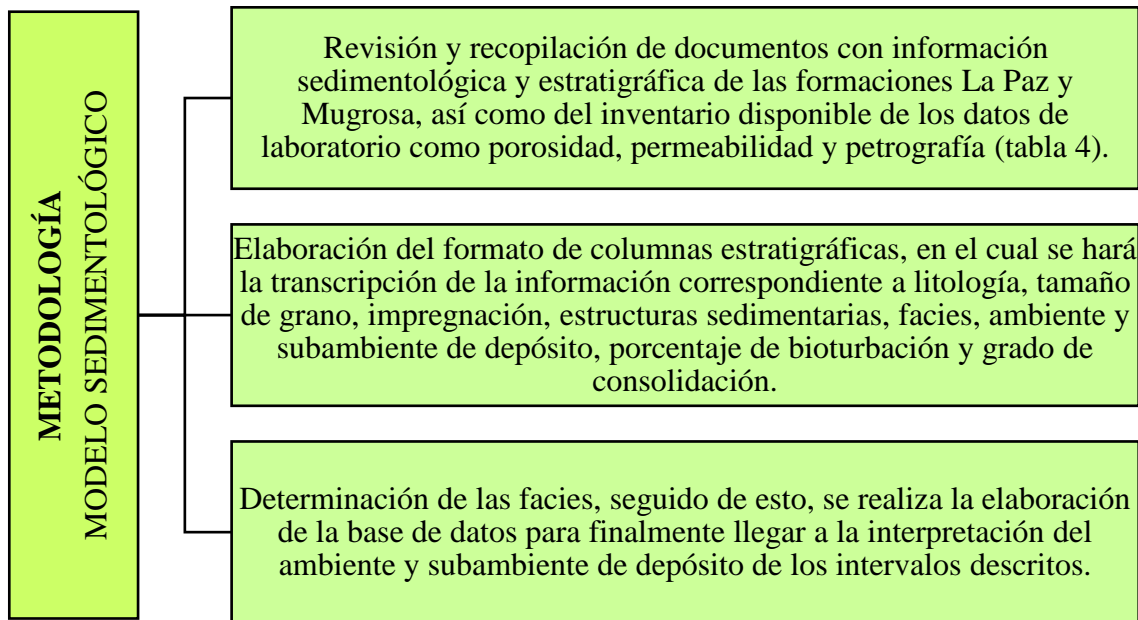 METODOLOGÍA
MODELO SEDIMENTOLÓGICO
Revisión y recopilación de documentos con información
sedimentológica y estratigráfica de las formaciones La Paz y
Mugrosa, así como del inventario disponible de los datos de
laboratorio como porosidad, permeabilidad y petrografía (tabla 4).
Elaboración del formato de columnas estratigráficas, en el cual se hará
la transcripción de la información correspondiente a litología, tamaño
de grano, impregnación, estructuras sedimentarias, facies, ambiente y
subambiente de depósito, porcentaje de bioturbación y grado de
consolidación.
Determinación de las facies, seguido de esto, se realiza la elaboración
de la base de datos para finalmente llegar a la interpretación del
ambiente y subambiente de depósito de los intervalos descritos.